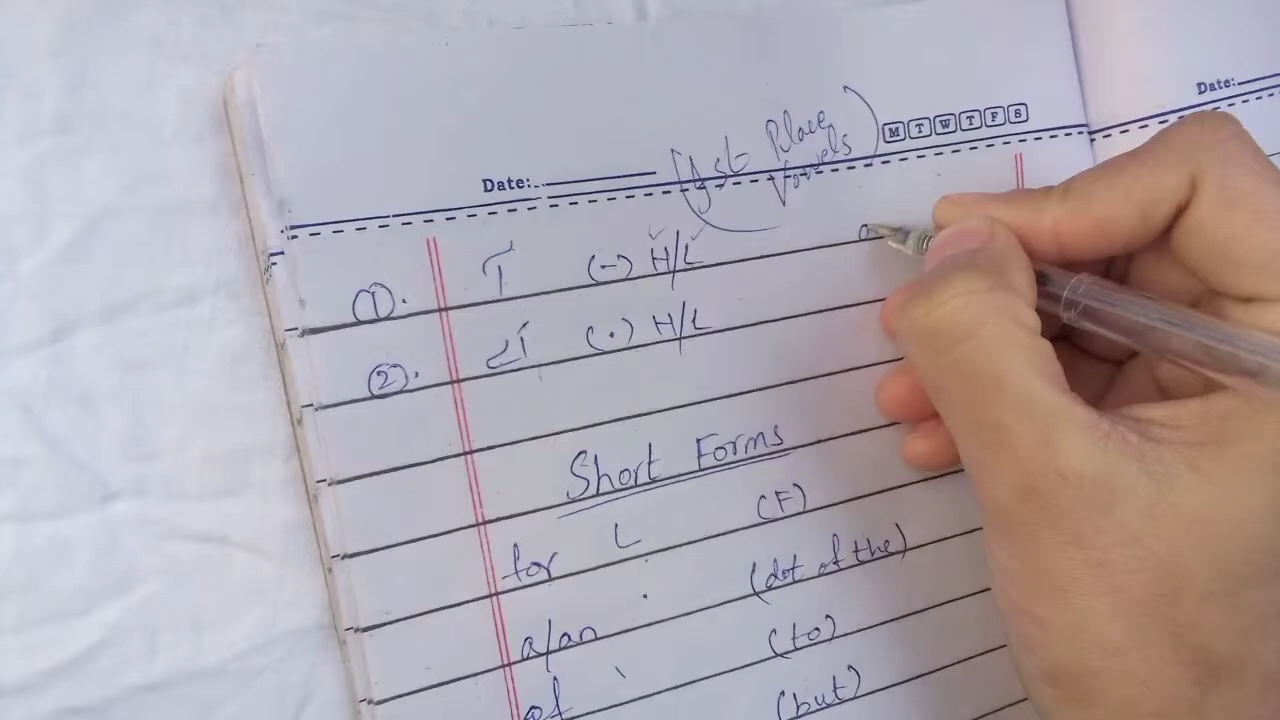 Date:
(1st Place
Vowels)
M T W T F S
Date:
①. (-) H/L
②. (.) H/L
Short Forms
for (F)
a/an . (dot of the)
of \ (to)
(but)